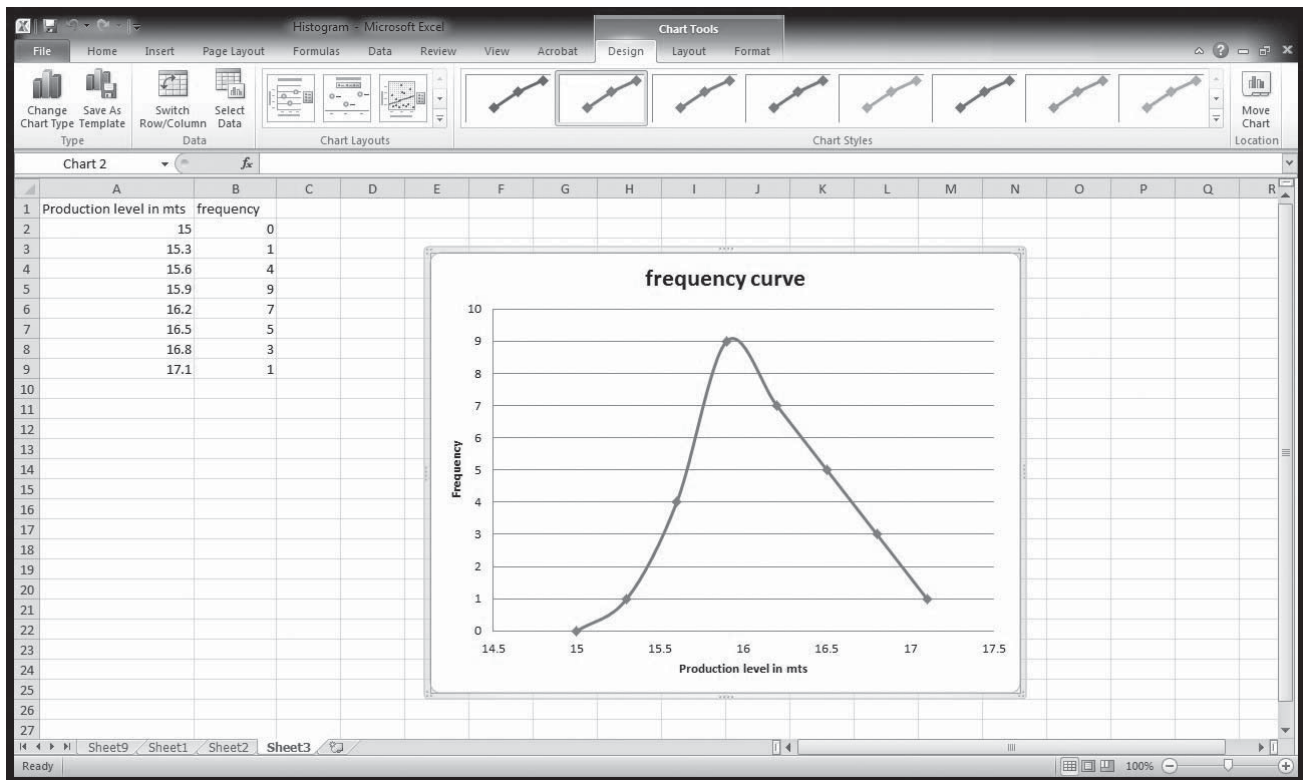 Histogram - Microsoft Excel
Chart Tools
File Home Insert Page Layout Formulas Data Review View Acrobat Design Layout Format
Change Chart Type
Save As Template
Switch Row/Column
Select Data
Move Chart
Type
Data
Chart Layouts
Chart Styles
Location
Chart 2
fx
A B C D E F G H I J K L M N O P Q R
1 Production level in mts frequency
2 15 0
3 15.3 1
4 15.6 4
5 15.9 9
6 16.2 7
7 16.5 5
8 16.8 3
9 17.1 1
10
11
12
13
14
15
16
17
18
19
20
21
22
23
24
25
26
27
frequency curve
10
9
8
7
6
5
4
3
2
1
0
Frequency
14.5 15 15.5 16 16.5 17 17.5
Production level in mts
Sheet9 Sheet1 Sheet2 Sheet3
Ready
100%